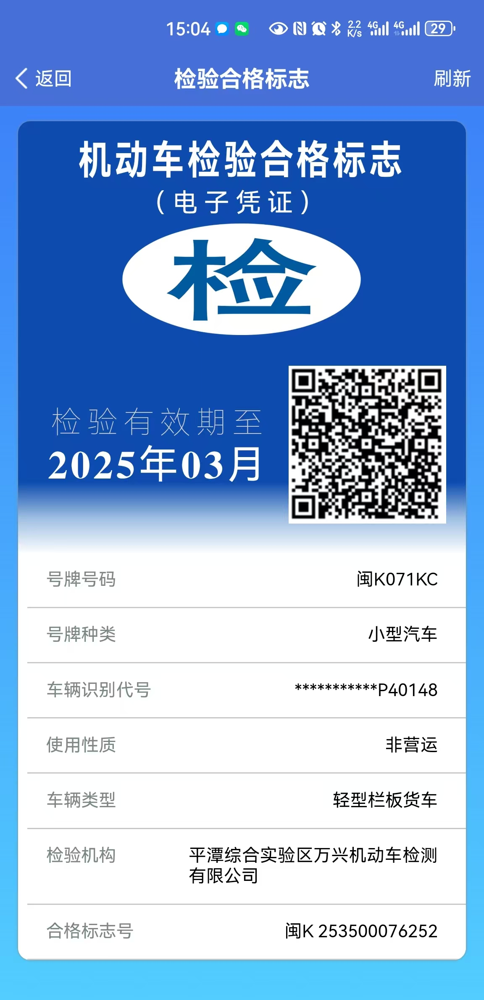 15:04 2.2 K/s 4G 4G 29
返回 检验合格标志 刷新
机动车检验合格标志
（电子凭证）
检
检验有效期至
2025年03月
号牌号码 闽K071KC
号牌种类 小型汽车
车辆识别代号 ***********P40148
使用性质 非营运
车辆类型 轻型栏板货车
检验机构 平潭综合实验区万兴机动车检测
有限公司
合格标志号 闽K 253500076252